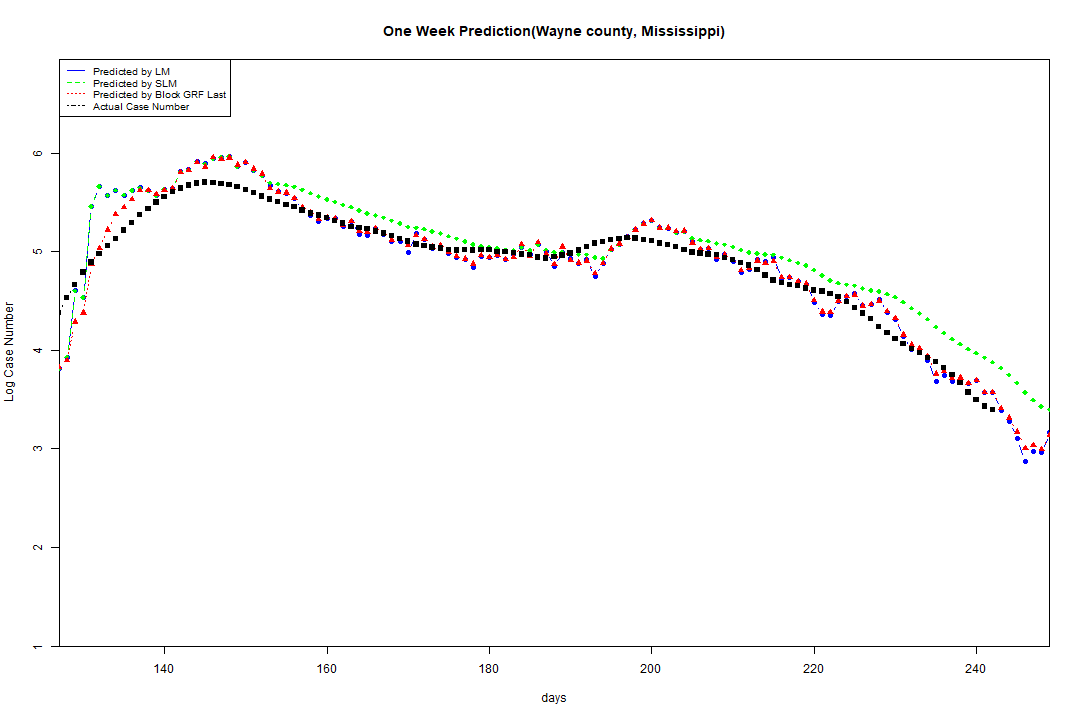 One Week Prediction(Wayne county, Mississippi)
Predicted by LM
Predicted by SLM
Predicted by Block GRF Last
Actual Case Number
6
5
4
3
2
1
Log Case Number
140 160 180 200 220 240
days